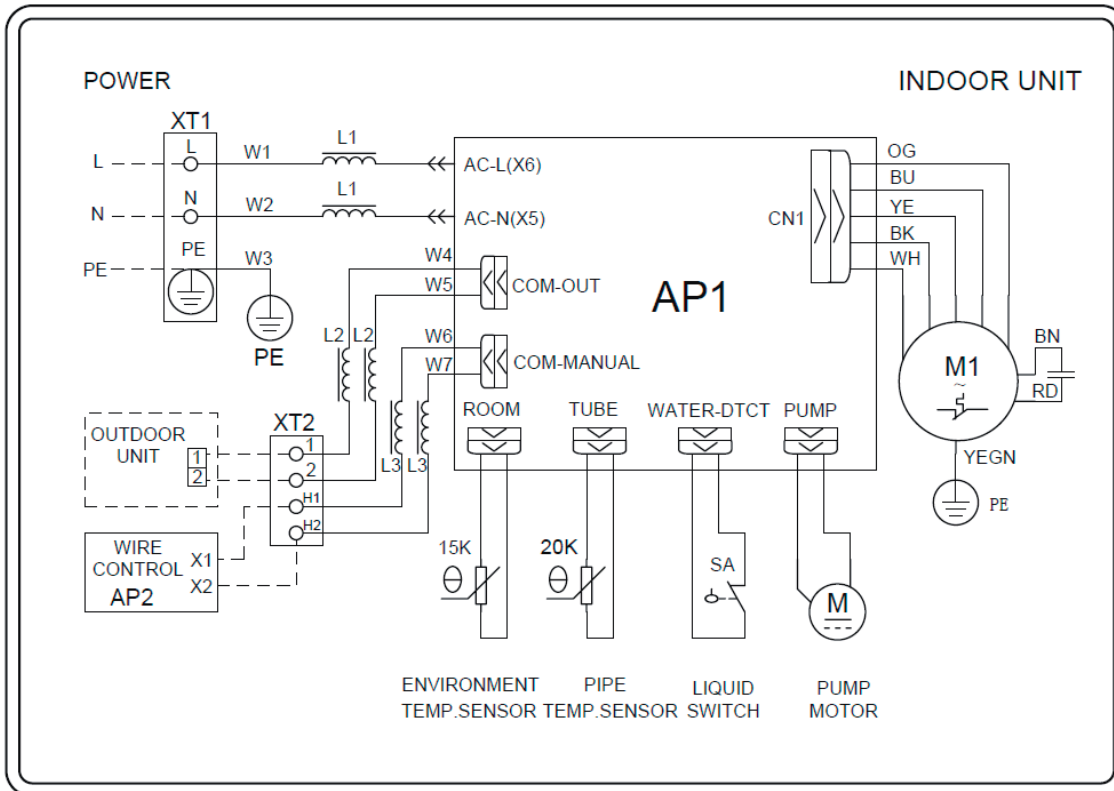 POWER
INDOOR UNIT
XT1
L
L
W1
L1
AC-L(X6)
N
N
W2
L1
AC-N(X5)
PE
PE
W3
PE
W4
W5
COM-OUT
W6
W7
COM-MANUAL
L2
L2
L3
L3
AP1
CN1
OG
BU
YE
BK
WH
M1
~
BN
RD
YEGN
PE
ROOM
TUBE
WATER-DTCT
PUMP
XT2
1
2
H1
H2
OUTDOOR
UNIT
1
2
WIRE
CONTROL
AP2
X1
X2
15K
θ
20K
θ
SA
M
ENVIRONMENT
TEMP.SENSOR
PIPE
TEMP.SENSOR
LIQUID
SWITCH
PUMP
MOTOR